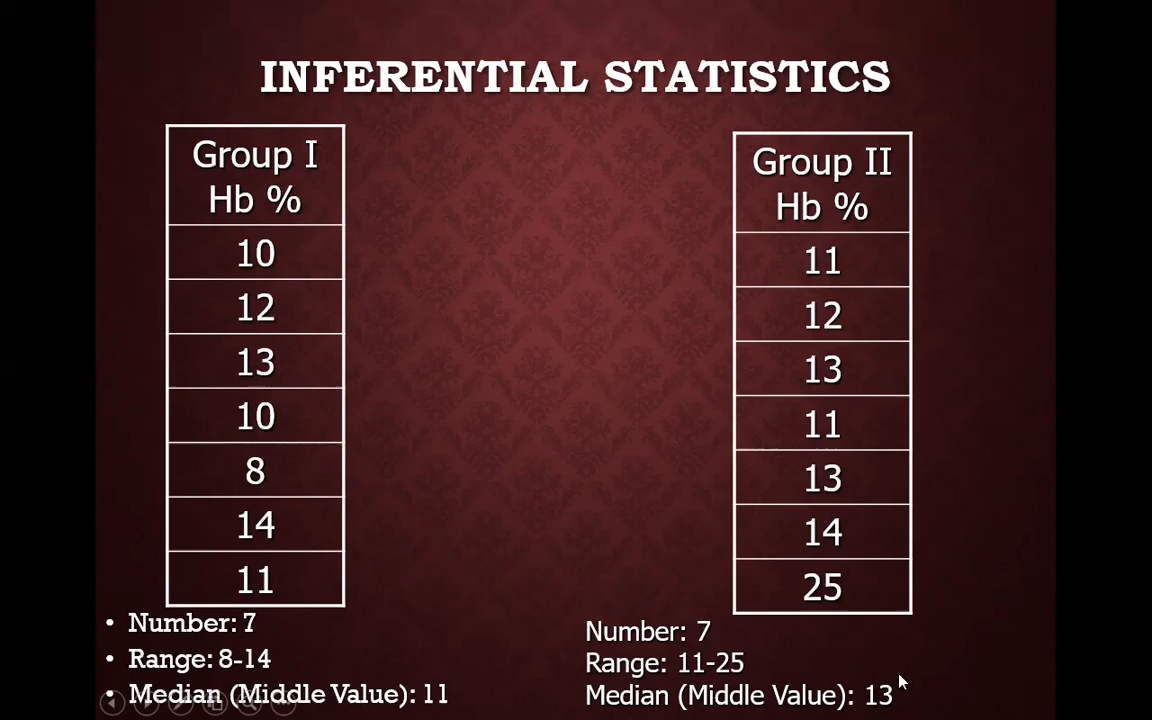 INFERENTIAL STATISTICS
Group I
Hb %
10
12
13
10
8
14
11
• Number: 7
• Range: 8-14
• Median (Middle Value): 11
Group II
Hb %
11
12
13
11
13
14
25
Number: 7
Range: 11-25
Median (Middle Value): 13